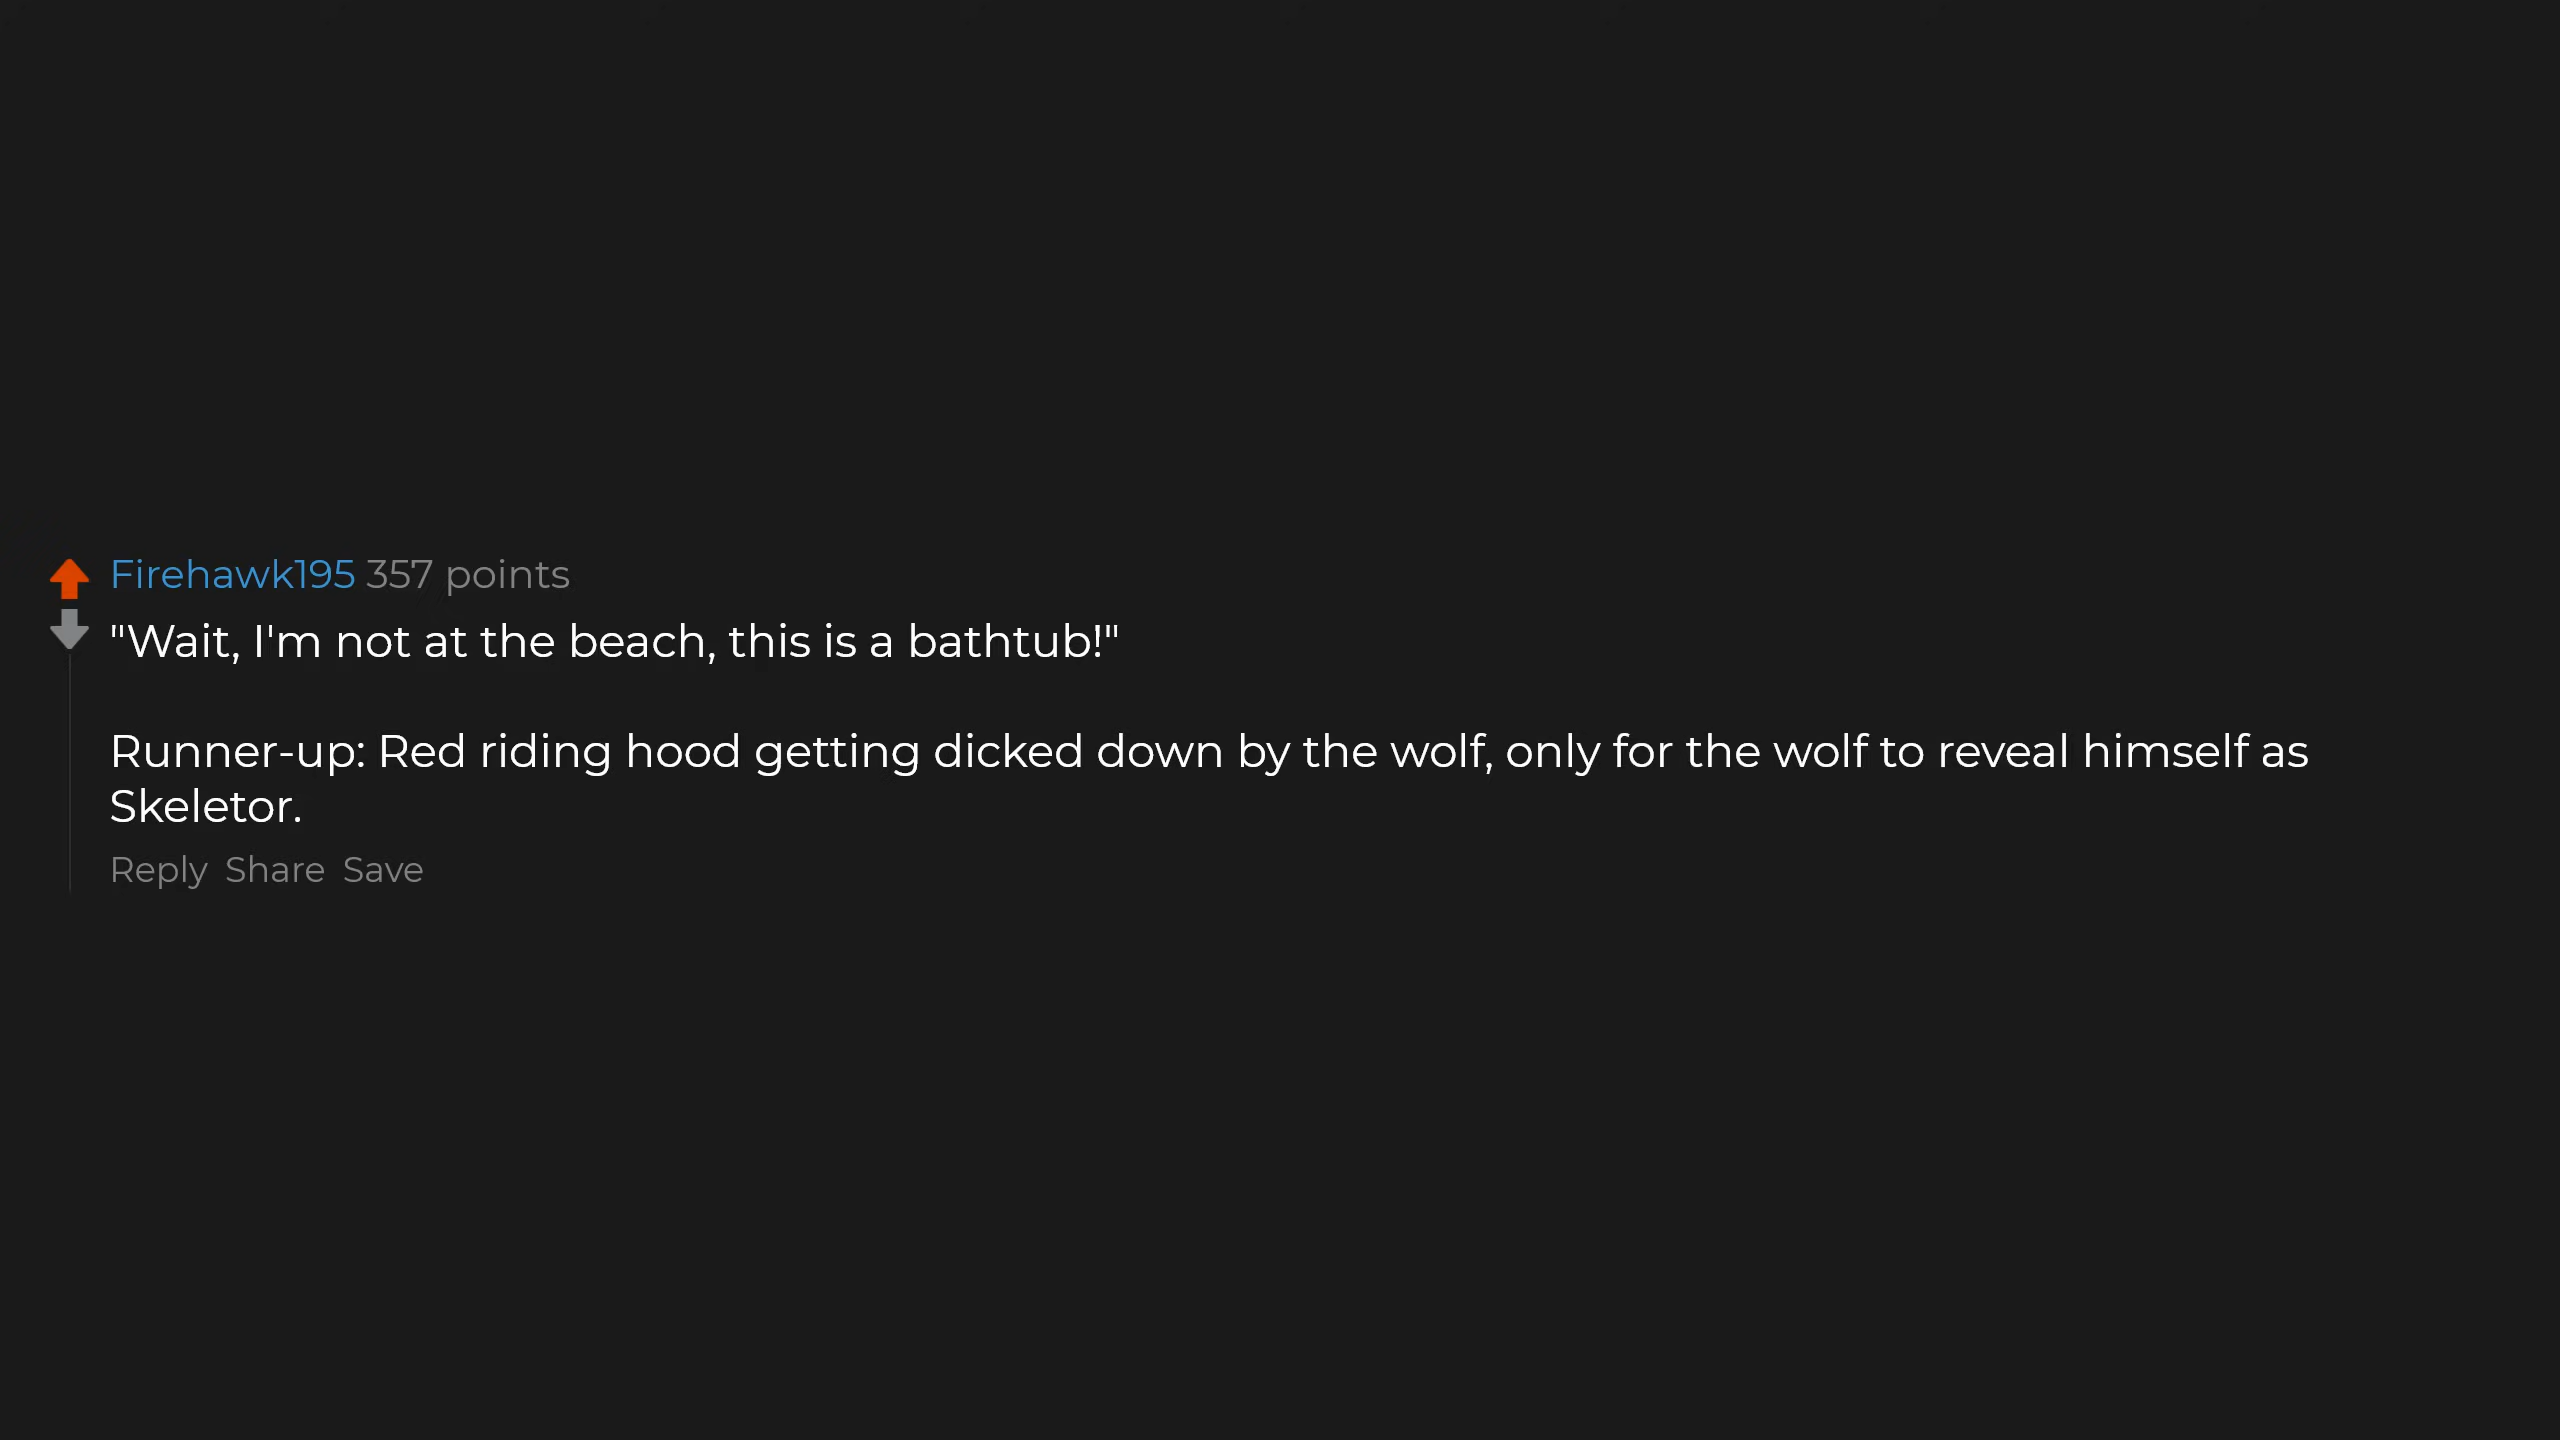 Firehawk195 357 points
"Wait, I'm not at the beach, this is a bathtub!"
Runner-up: Red riding hood getting dicked down by the wolf, only for the wolf to reveal himself as
Skeletor.
Reply Share Save